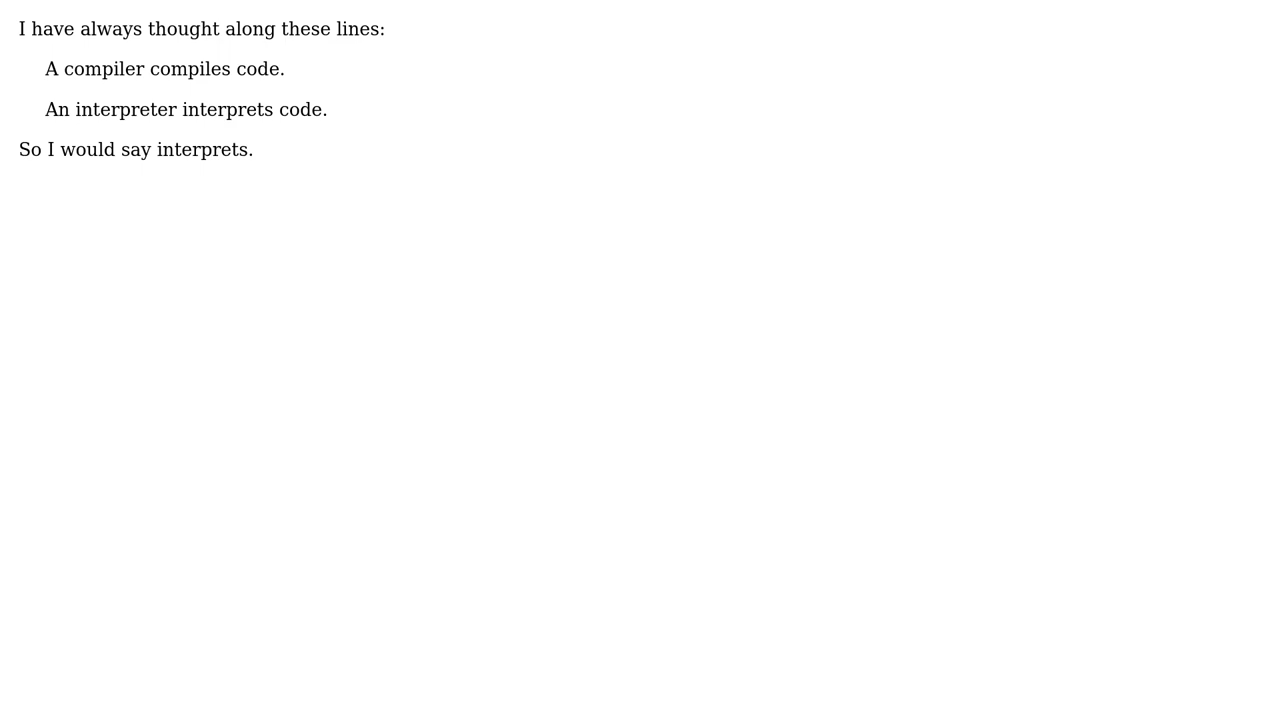 I have always thought along these lines:
A compiler compiles code.
An interpreter interprets code.
So I would say interprets.